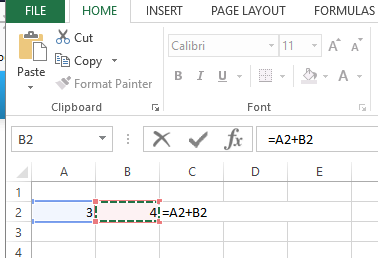 FILE HOME INSERT PAGE LAYOUT FORMULAS
Cut
Copy
Paste
Format Painter
Clipboard
Calibri 11 A A
B I U A
Font
B2 fx =A2+B2
A B C D E
1
2 3 4 =A2+B2
3
4